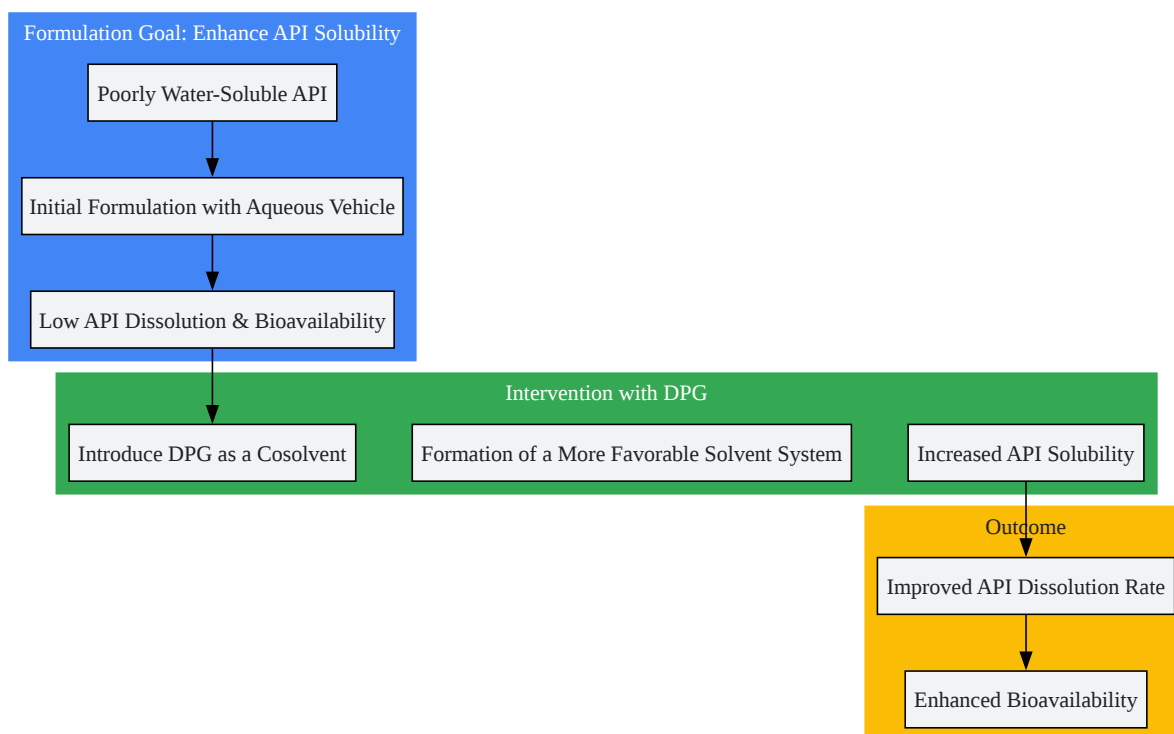 Formulation Goal: Enhance API Solubility
Poorly Water-Soluble API
Initial Formulation with Aqueous Vehicle
Low API Dissolution & Bioavailability
Intervention with DPG
Introduce DPG as a Cosolvent
Formation of a More Favorable Solvent System
Increased API Solubility
Outcome
Improved API Dissolution Rate
Enhanced Bioavailability